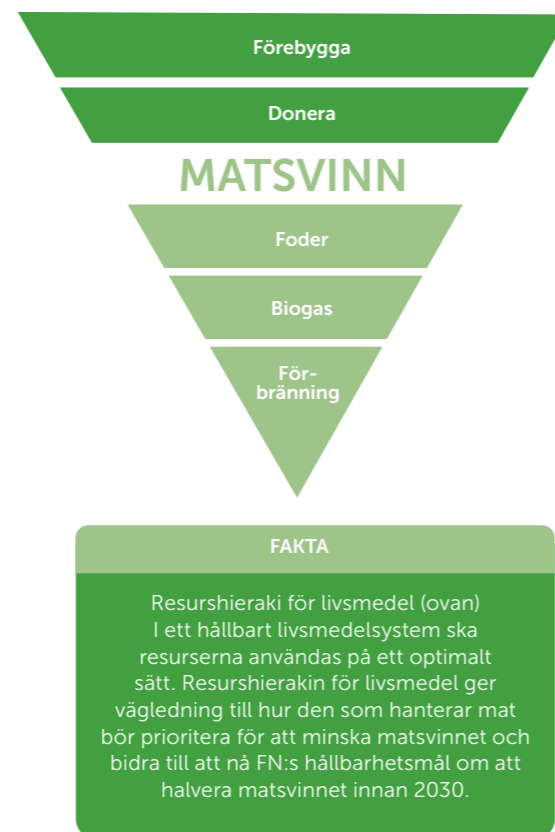 Förebygga
Donera
MATSVINN
Foder
Biogas
För-
bränning
FAKTA
Resurshieraki för livsmedel (ovan)
I ett hållbart livsmedelsystem ska
resurserna användas på ett optimalt
sätt. Resurshierakin för livsmedel ger
vägledning till hur den som hanterar mat
bör prioritera för att minska matsvinnet och
bidra till att nå FN:s hållbarhetsmål om att
halvera matsvinnet innan 2030.